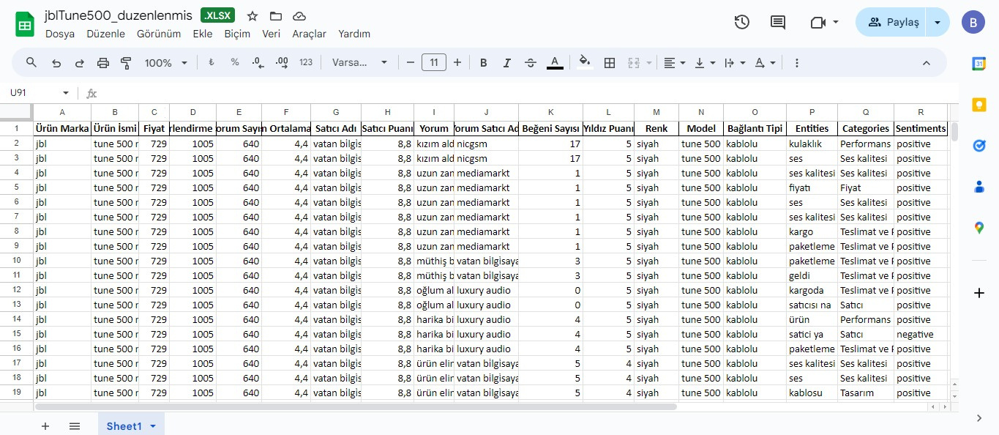 jblTune500_duzenlenmis .XLSX
Dosya Düzenle Görünüm Ekle Biçim Veri Araçlar Yardım
Paylaş B
100% ₺ % .0 .00 123 Varsa... 11 B I S A A
31
U91 fx
A B C D E F G H I J K L M N O P Q R
1 Ürün Marka Ürün İsmi Fiyat rlendirme orum Sayıs n Ortalama Satıcı Adı Satıcı Puanı Yorum Yorum Satıcı Ad Beğeni Sayısı Yıldız Puanı Renk Model Bağlantı Tipi Entities Categories Sentiments
2 jbl tune 500 r 729 1005 640 4,4 vatan bilgis 8,8 kızım ald nicgsm 17 5 siyah tune 500 kablolu kulaklık Performans positive
3 jbl tune 500 r 729 1005 640 4,4 vatan bilgis 8,8 kızım ald nicgsm 17 5 siyah tune 500 kablolu ses Ses kalitesi positive
4 jbl tune 500 r 729 1005 640 4,4 vatan bilgis 8,8 uzun zan mediamarkt 1 5 siyah tune 500 kablolu ses kalitesi Ses kalitesi positive
5 jbl tune 500 r 729 1005 640 4,4 vatan bilgis 8,8 uzun zan mediamarkt 1 5 siyah tune 500 kablolu fiyatı Fiyat positive
6 jbl tune 500 r 729 1005 640 4,4 vatan bilgis 8,8 uzun zan mediamarkt 1 5 siyah tune 500 kablolu ses Ses kalitesi positive
7 jbl tune 500 r 729 1005 640 4,4 vatan bilgis 8,8 uzun zan mediamarkt 1 5 siyah tune 500 kablolu ses kalitesi Ses kalitesi positive
8 jbl tune 500 r 729 1005 640 4,4 vatan bilgis 8,8 uzun zan mediamarkt 1 5 siyah tune 500 kablolu kargo Teslimat ve P positive
9 jbl tune 500 r 729 1005 640 4,4 vatan bilgis 8,8 uzun zan mediamarkt 1 5 siyah tune 500 kablolu paketleme Teslimat ve P positive
10 jbl tune 500 r 729 1005 640 4,4 vatan bilgis 8,8 müthiş b vatan bilgisaya 3 5 siyah tune 500 kablolu paketleme Teslimat ve P positive
11 jbl tune 500 r 729 1005 640 4,4 vatan bilgis 8,8 müthiş b vatan bilgisaya 3 5 siyah tune 500 kablolu geldi Teslimat ve P positive
12 jbl tune 500 r 729 1005 640 4,4 vatan bilgis 8,8 oğlum al luxury audio 0 5 siyah tune 500 kablolu kargoda Teslimat ve P positive
13 jbl tune 500 r 729 1005 640 4,4 vatan bilgis 8,8 oğlum al luxury audio 0 5 siyah tune 500 kablolu satıcısı na Satıcı positive
14 jbl tune 500 r 729 1005 640 4,4 vatan bilgis 8,8 harika bi luxury audio 4 5 siyah tune 500 kablolu ürün Performans positive
15 jbl tune 500 r 729 1005 640 4,4 vatan bilgis 8,8 harika bi luxury audio 4 5 siyah tune 500 kablolu satici ya Satıcı negative
16 jbl tune 500 r 729 1005 640 4,4 vatan bilgis 8,8 harika bi luxury audio 4 5 siyah tune 500 kablolu paketleme Teslimat ve P positive
17 jbl tune 500 r 729 1005 640 4,4 vatan bilgis 8,8 ürün elir vatan bilgisaya 5 4 siyah tune 500 kablolu ses kalitesi Ses kalitesi positive
18 jbl tune 500 r 729 1005 640 4,4 vatan bilgis 8,8 ürün elir vatan bilgisaya 5 4 siyah tune 500 kablolu ses Ses kalitesi positive
19 jbl tune 500 r 729 1005 640 4,4 vatan bilgis 8,8 ürün elir vatan bilgisaya 5 4 siyah tune 500 kablolu kablosu Tasarım positive
Sheet1